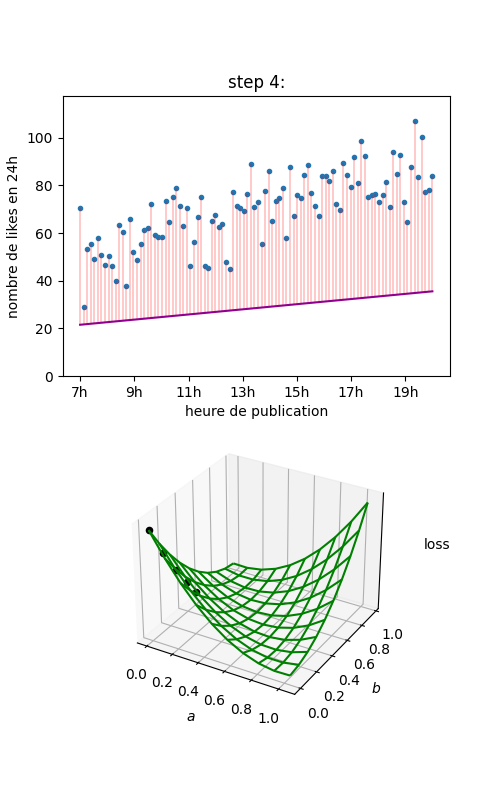 step 4:
nombre de likes en 24h
100
80
60
40
20
0
7h 9h 11h 13h 15h 17h 19h
heure de publication
loss
0.0 0.2 0.4 0.6 0.8 1.0
a
0.0 0.2 0.4 0.6 0.8 1.0
b